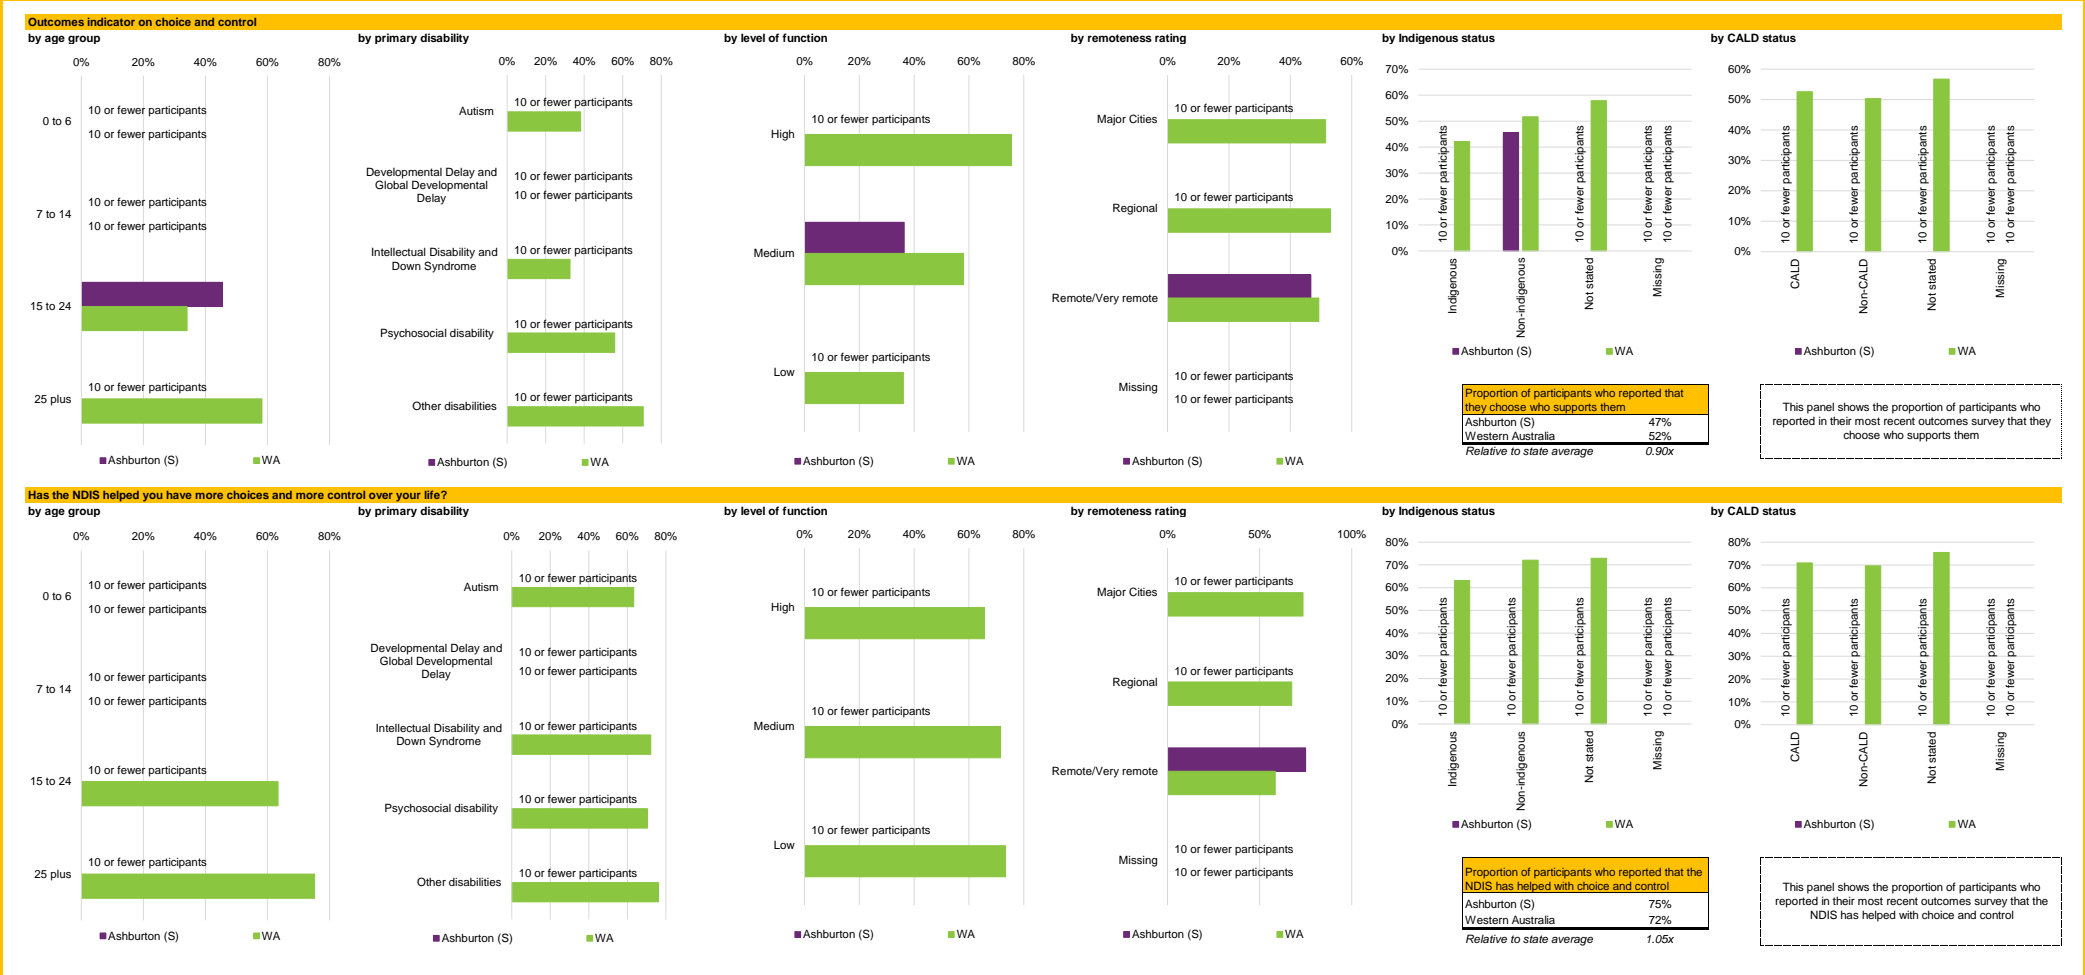 Outcomes indicator on choice and control
by age group
0% 20% 40% 60% 80%
0 to 6
10 or fewer participants
10 or fewer participants
7 to 14
10 or fewer participants
10 or fewer participants
15 to 24
25 plus
10 or fewer participants
Ashburton (S) WA
by primary disability
0% 20% 40% 60% 80%
Autism
10 or fewer participants
Developmental Delay and
Global Developmental
Delay
10 or fewer participants
10 or fewer participants
Intellectual Disability and
Down Syndrome
10 or fewer participants
Psychosocial disability
10 or fewer participants
Other disabilities
10 or fewer participants
Ashburton (S) WA
by level of function
0% 20% 40% 60% 80%
High
10 or fewer participants
Medium
Low
10 or fewer participants
Ashburton (S) WA
by remoteness rating
0% 20% 40% 60%
Major Cities
10 or fewer participants
Regional
10 or fewer participants
Remote/Very remote
Missing
10 or fewer participants
10 or fewer participants
Ashburton (S) WA
by Indigenous status
70%
60%
50%
40%
30%
20%
10%
0%
10 or fewer participants
10 or fewer participants
10 or fewer participants
10 or fewer participants
Indigenous
Non-indigenous
Not stated
Missing
Ashburton (S) WA
by CALD status
60%
50%
40%
30%
20%
10%
0%
10 or fewer participants
10 or fewer participants
10 or fewer participants
10 or fewer participants
10 or fewer participants
CALD
Non-CALD
Not stated
Missing
Ashburton (S) WA
Proportion of participants who reported that
they choose who supports them
Ashburton (S) 47%
Western Australia 52%
Relative to state average 0.90x
This panel shows the proportion of participants who
reported in their most recent outcomes survey that they
choose who supports them
Has the NDIS helped you have more choices and more control over your life?
by age group
0% 20% 40% 60% 80%
0 to 6
10 or fewer participants
10 or fewer participants
7 to 14
10 or fewer participants
10 or fewer participants
15 to 24
10 or fewer participants
25 plus
10 or fewer participants
Ashburton (S) WA
by primary disability
0% 20% 40% 60% 80%
Autism
10 or fewer participants
Developmental Delay and
Global Developmental
Delay
10 or fewer participants
10 or fewer participants
Intellectual Disability and
Down Syndrome
10 or fewer participants
Psychosocial disability
10 or fewer participants
Other disabilities
10 or fewer participants
Ashburton (S) WA
by level of function
0% 20% 40% 60% 80%
High
10 or fewer participants
Medium
10 or fewer participants
Low
10 or fewer participants
Ashburton (S) WA
by remoteness rating
0% 50% 100%
Major Cities
10 or fewer participants
Regional
10 or fewer participants
Remote/Very remote
Missing
10 or fewer participants
10 or fewer participants
Ashburton (S) WA
by Indigenous status
80%
70%
60%
50%
40%
30%
20%
10%
0%
10 or fewer participants
10 or fewer participants
10 or fewer participants
10 or fewer participants
10 or fewer participants
Indigenous
Non-indigenous
Not stated
Missing
Ashburton (S) WA
by CALD status
80%
70%
60%
50%
40%
30%
20%
10%
0%
10 or fewer participants
10 or fewer participants
10 or fewer participants
10 or fewer participants
10 or fewer participants
CALD
Non-CALD
Not stated
Missing
Ashburton (S) WA
Proportion of participants who reported that the
NDIS has helped with choice and control
Ashburton (S) 75%
Western Australia 72%
Relative to state average 1.05x
This panel shows the proportion of participants who
reported in their most recent outcomes survey that the
NDIS has helped with choice and control